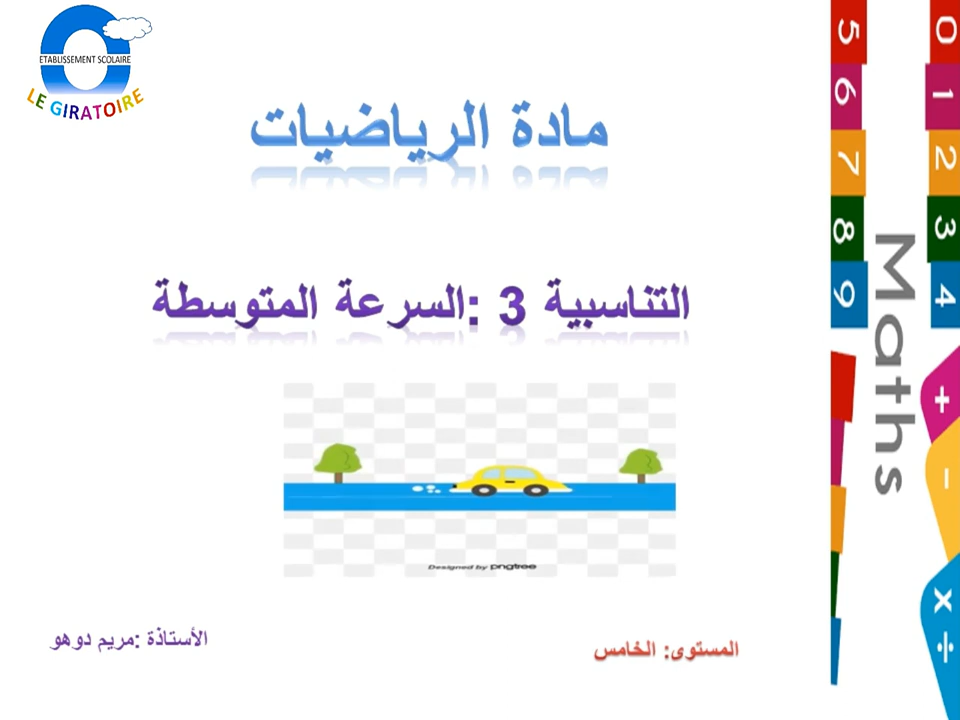 ETABLISSEMENT SCOLAIRE
LE GIRATOIRE
مادة الرياضيات
التناسبية 3 :السرعة المتوسطة
Designed by pngtree
الأستاذة :مريم دوهو
المستوى: الخامس
5 0
6 1
7 2
8 3
9 4
Maths
+
−
×
÷